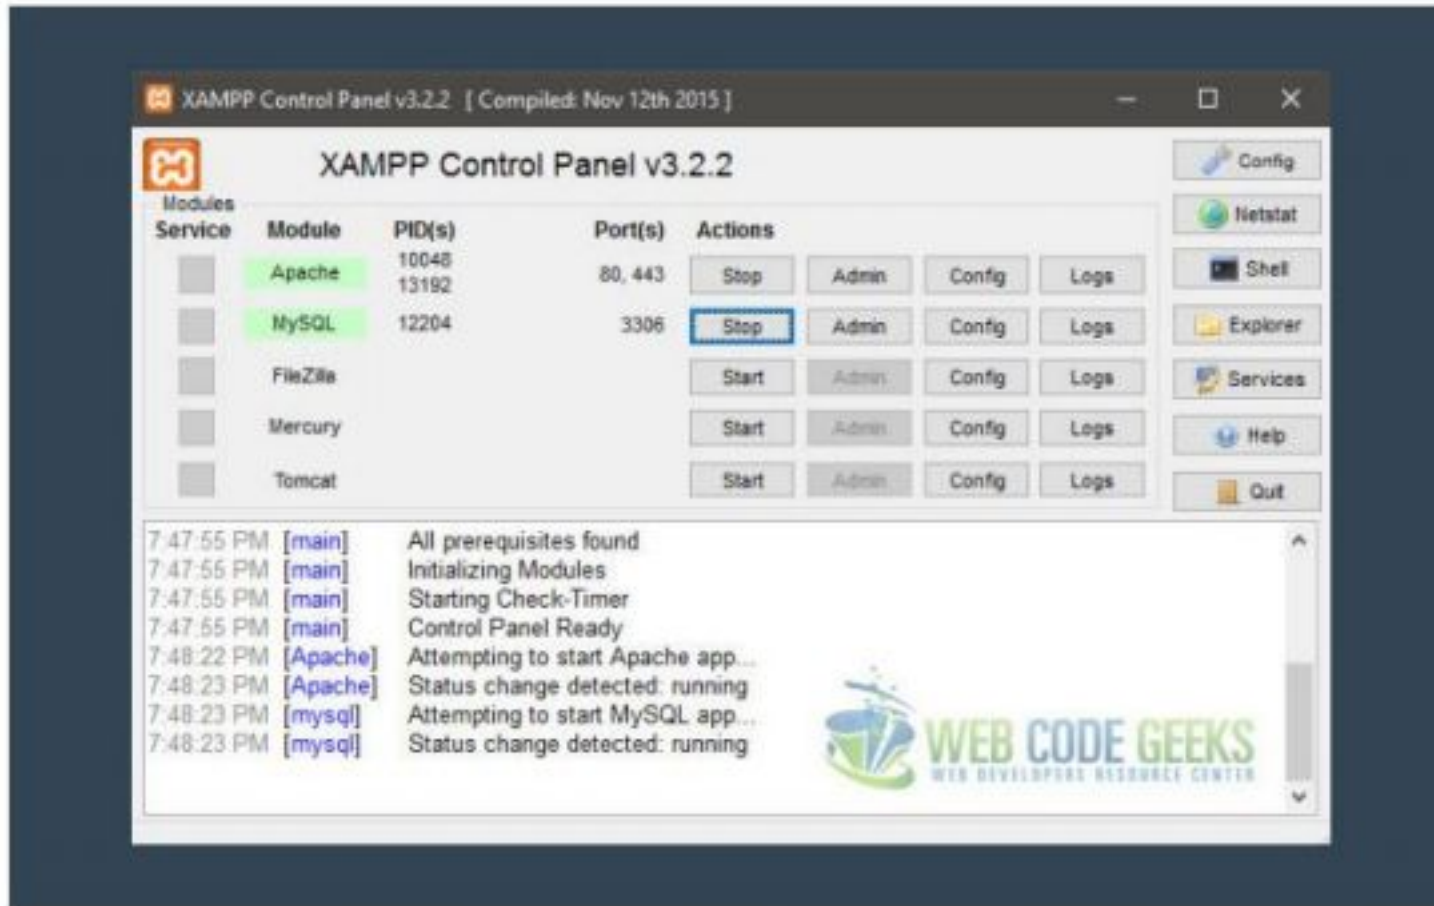 XAMPP Control Panel v3.2.2 [ Compiled: Nov 12th 2015 ]
XAMPP Control Panel v3.2.2
Config
Modules
Netstat
Service Module PID(s) Port(s) Actions
Apache 10048 13192 80, 443 Stop Admin Config Logs
Shell
MySQL 12204 3306 Stop Admin Config Logs
Explorer
FileZilla Start Admin Config Logs
Services
Mercury Start Admin Config Logs
Help
Tomcat Start Admin Config Logs
Quit
7:47:55 PM [main] All prerequisites found
7:47:55 PM [main] Initializing Modules
7:47:55 PM [main] Starting Check-Timer
7:47:55 PM [main] Control Panel Ready
7:48:22 PM [Apache] Attempting to start Apache app...
7:48:23 PM [Apache] Status change detected: running
7:48:23 PM [mysql] Attempting to start MySQL app...
7:48:23 PM [mysql] Status change detected: running
WEB CODE GEEKS
WEB DEVELOPERS RESOURCE CENTER